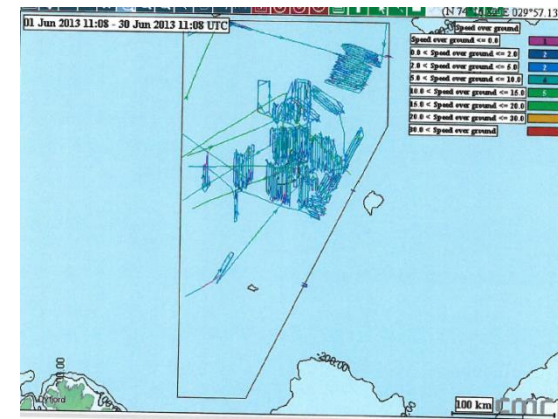 01 Jun 2013 11:08 - 30 Jun 2013 11:08 UTC
Speed over ground
Speed over ground <= 0.0
0.0 < Speed over ground <= 2.0
2.0 < Speed over ground <= 5.0
5.0 < Speed over ground <= 10.0
10.0 < Speed over ground <= 15.0
15.0 < Speed over ground <= 20.0
20.0 < Speed over ground <= 30.0
30.0 < Speed over ground
-200.00
100 km
cmr